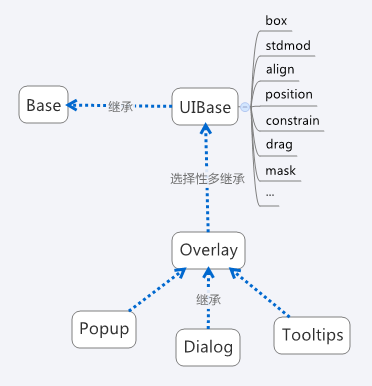 box
stdmod
align
position
constrain
drag
mask
...
Base
继承
UIBase
选择性多继承
Overlay
继承
Popup
Dialog
Tooltips